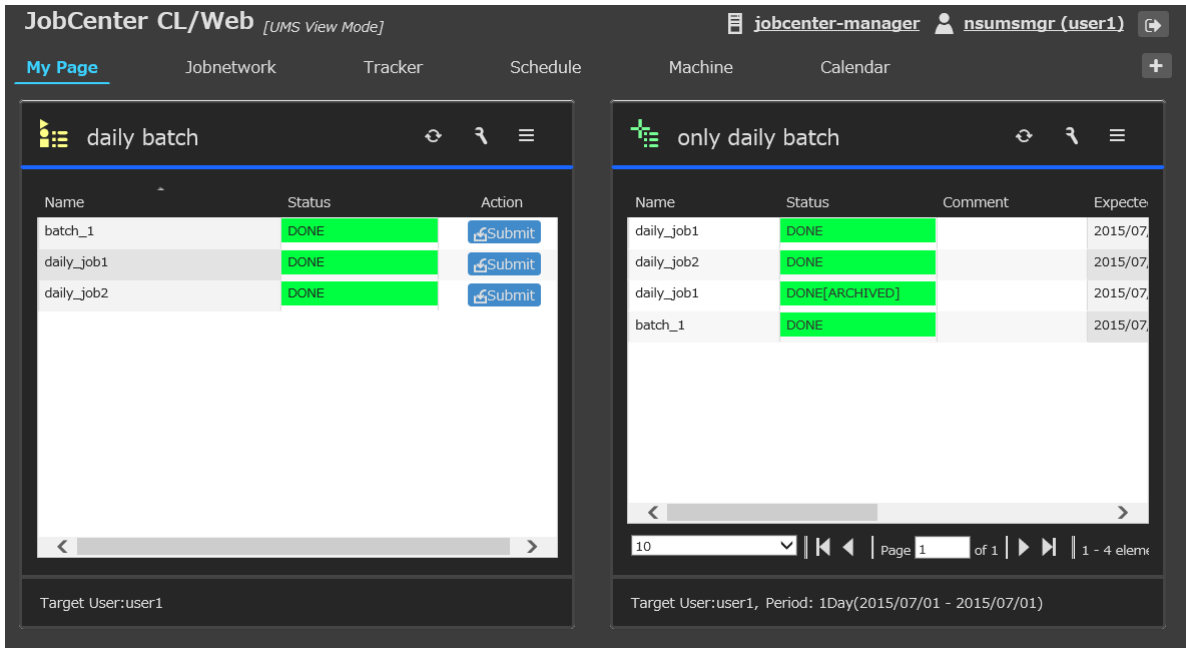 JobCenter CL/Web [UMS View Mode] jobcenter-manager nsumsmgr (user1)
My Page Jobnetwork Tracker Schedule Machine Calendar +
daily batch
Name Status Action
batch_1 DONE Submit
daily_job1 DONE Submit
daily_job2 DONE Submit
Target User:user1
only daily batch
Name Status Comment Expecte
daily_job1 DONE 2015/07/
daily_job2 DONE 2015/07/
daily_job1 DONE[ARCHIVED] 2015/07/
batch_1 DONE 2015/07/
10 Page 1 of 1 1 - 4 eleme
Target User:user1, Period: 1Day(2015/07/01 - 2015/07/01)